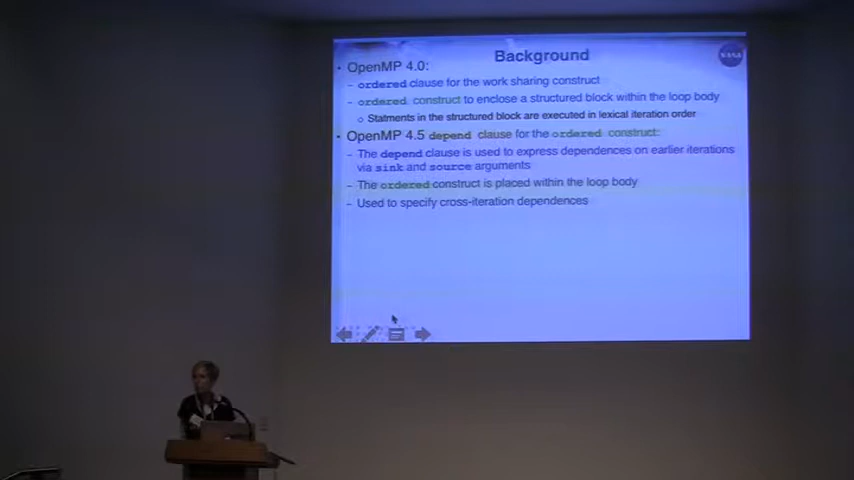 Background
NASA
• OpenMP 4.0:
– ordered clause for the work sharing construct
– ordered construct to enclose a structured block within the loop body
o Statments in the structured block are executed in lexical iteration order
• OpenMP 4.5 depend clause for the ordered construct:
– The depend clause is used to express dependences on earlier iterations
via sink and source arguments
– The ordered construct is placed within the loop body
– Used to specify cross-iteration dependences